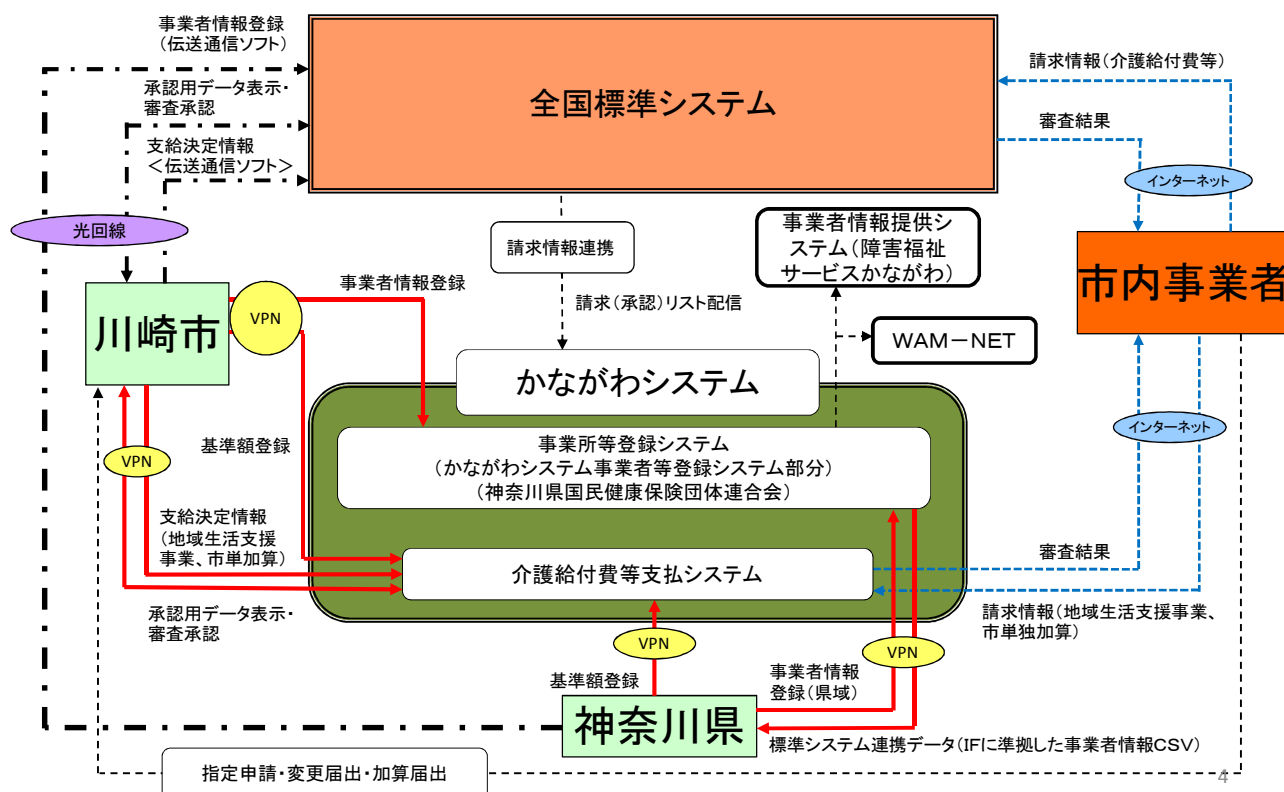 事業者情報登録
(伝送通信ソフト)
承認用データ表示・
審査承認
支給決定情報
＜伝送通信ソフト＞
全国標準システム
請求情報(介護給付費等)
審査結果
インターネット
光回線
請求情報連携
事業者情報提供シ
ステム(障害福祉
サービスかながわ)
市内事業者
事業者情報登録
請求(承認)リスト配信
VPN
川崎市
WAM－NET
かながわシステム
基準額登録
VPN
事業所等登録システム
(かながわシステム事業者等登録システム部分)
(神奈川県国民健康保険団体連合会)
インターネット
支給決定情報
(地域生活支援
事業、市単加算)
介護給付費等支払システム
審査結果
承認用データ表示・
審査承認
請求情報(地域生活支援事業、
市単独加算)
VPN
VPN
基準額登録
事業者情報
登録(県域)
神奈川県
標準システム連携データ(IFに準拠した事業者情報CSV)
指定申請・変更届出・加算届出
4